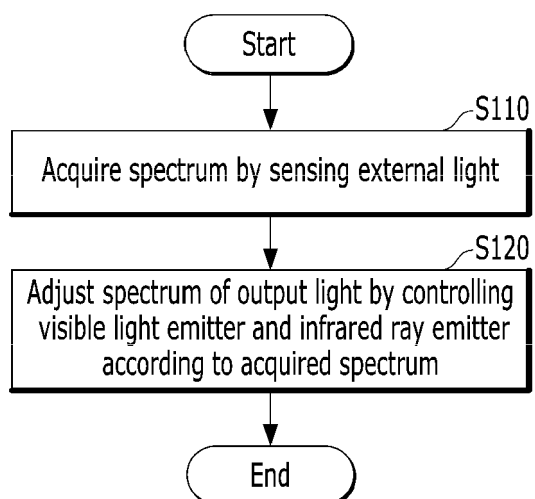 Start
S110
Acquire spectrum by sensing external light
S120
Adjust spectrum of output light by controlling
visible light emitter and infrared ray emitter
according to acquired spectrum
End